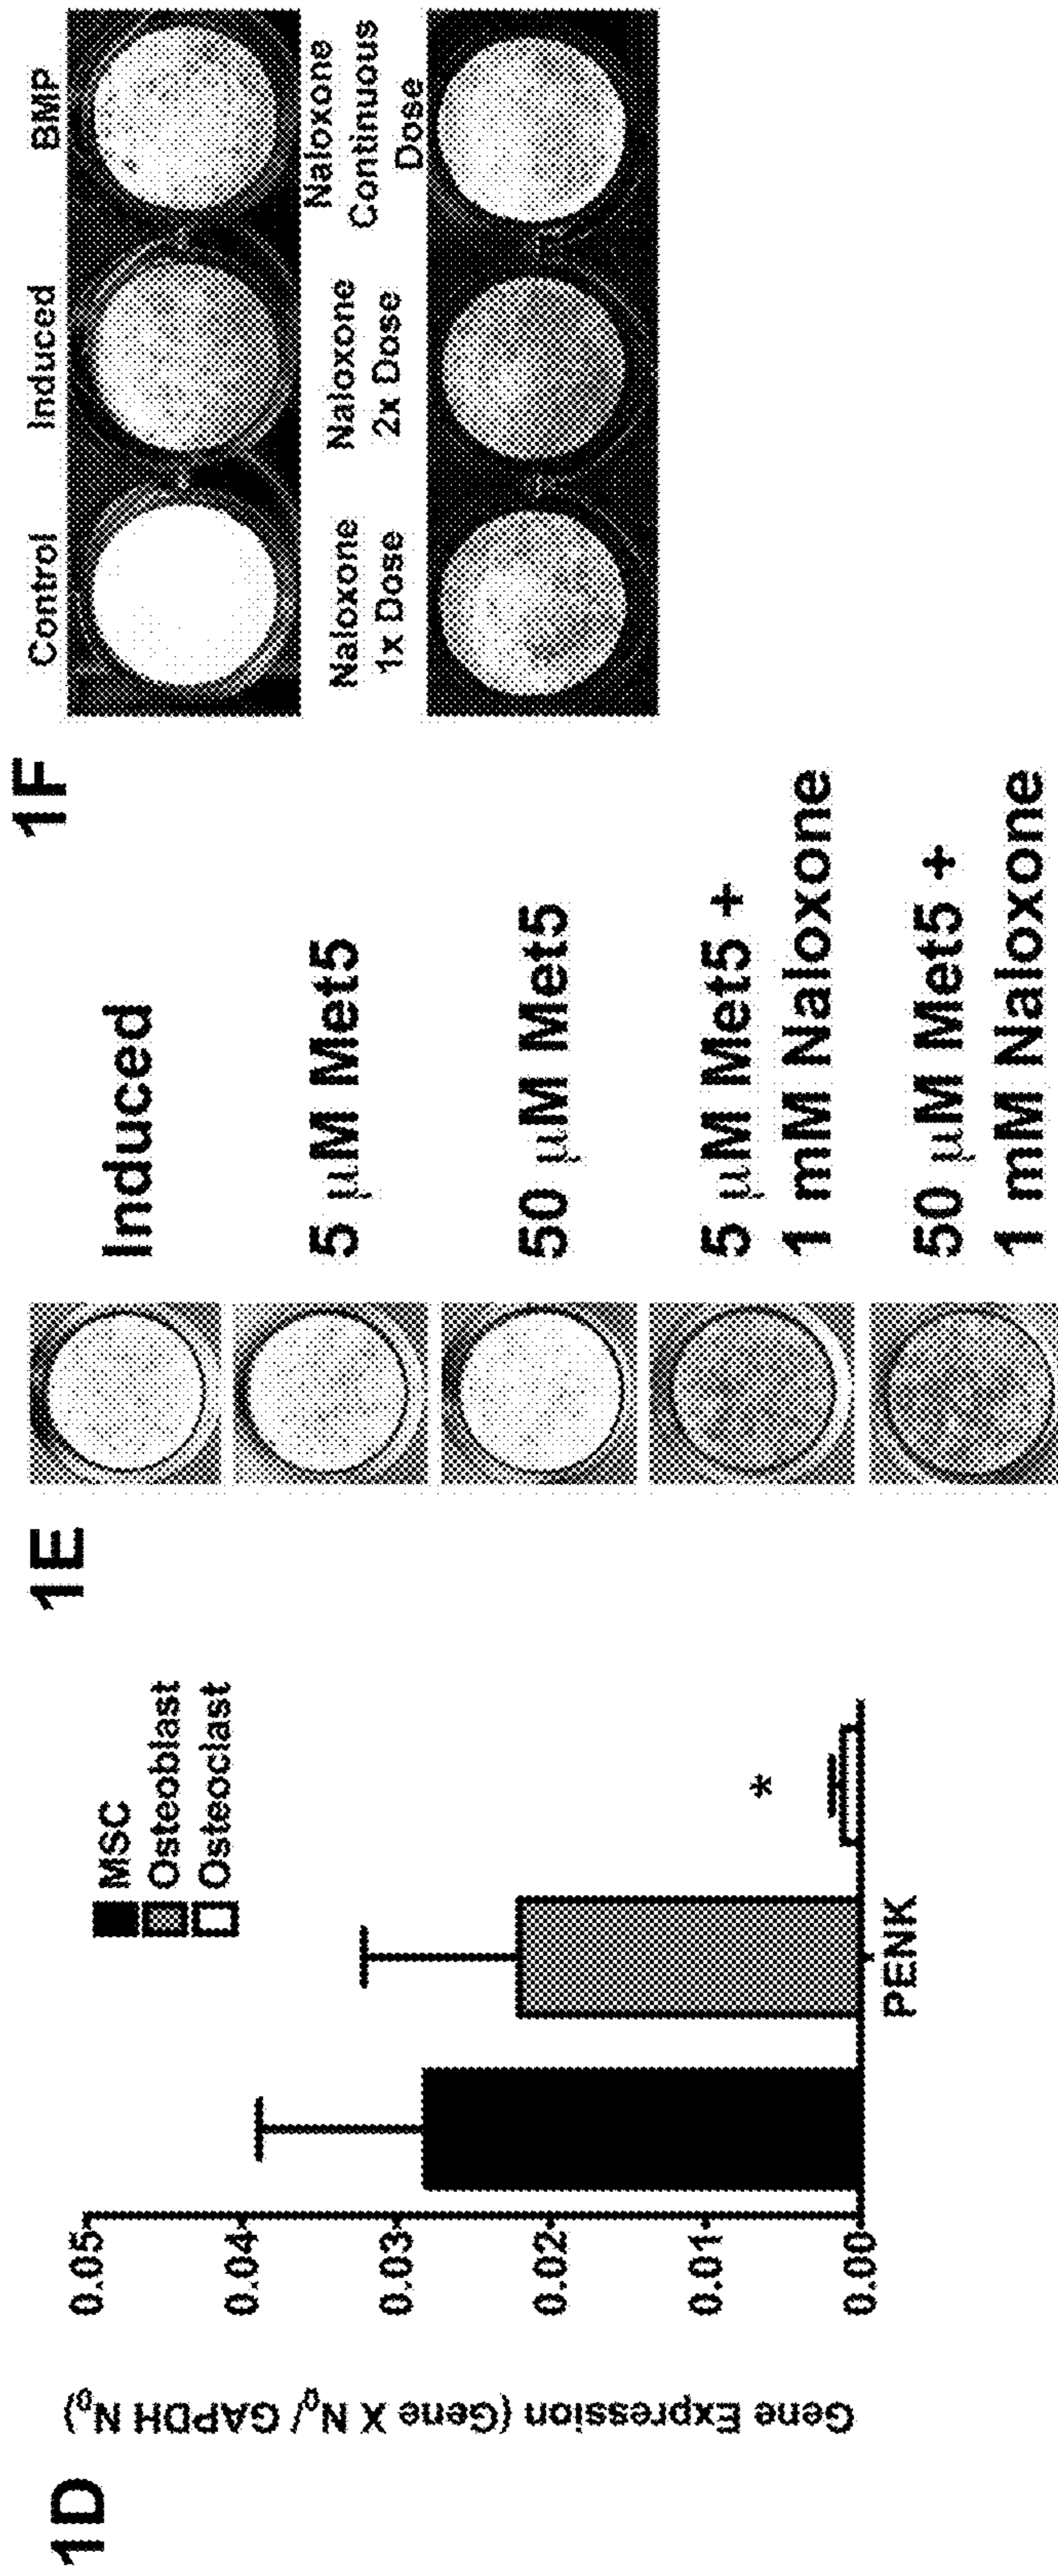 1D
Gene Expression (Gene X N₀/ GAPDH N₀)
0.05
0.04
0.03
0.02
0.01
0.00
MSC
Osteoblast
Osteoclast
*
PENK
1E
Induced
5 μM Met5
50 μM Met5
5 μM Met5 +
1 mM Naloxone
50 μM Met5 +
1 mM Naloxone
1F
Control
Induced
BMP
Naloxone
1x Dose
Naloxone
2x Dose
Naloxone
Continuous
Dose